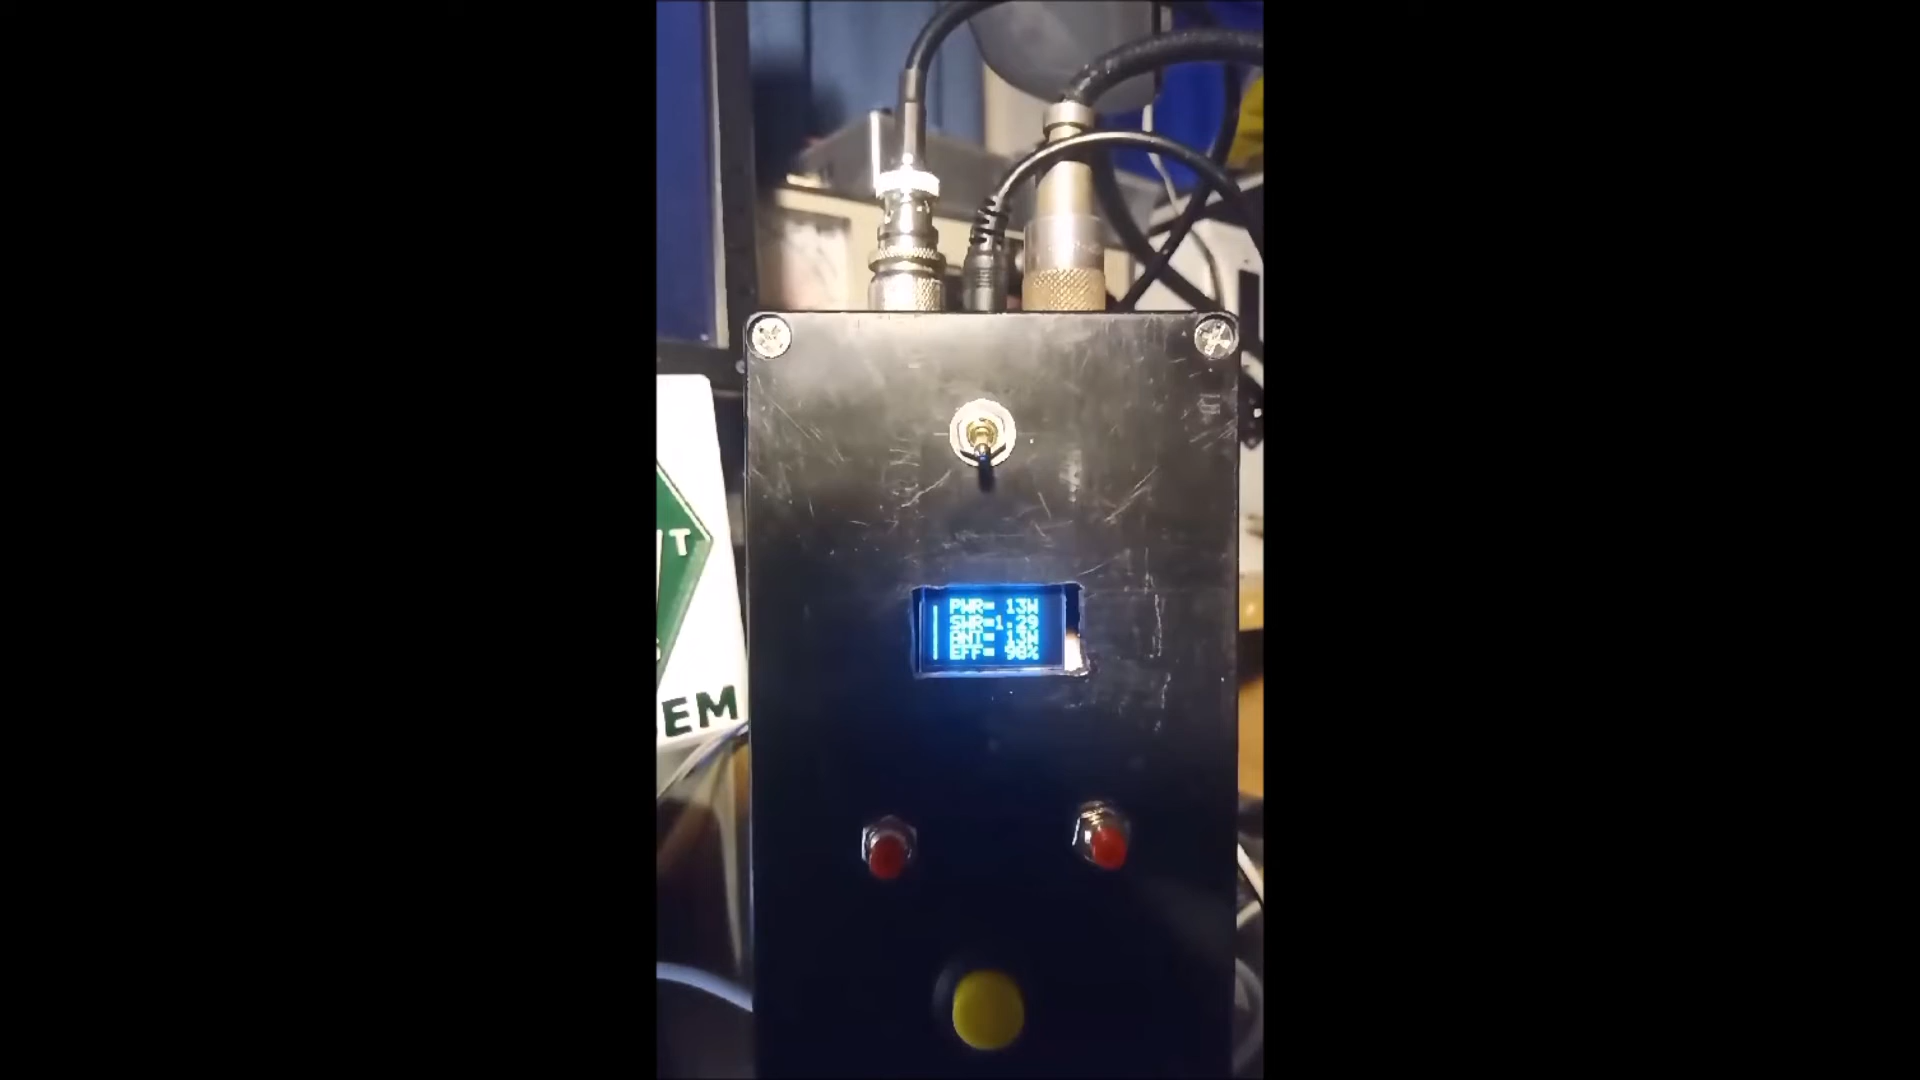 PWR= 13W
SWR=1.29
ANT= 13W
EFF= 98%
T
EM